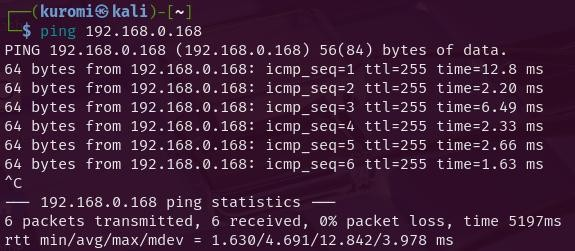 ┌──(kuromi㉿kali)-[~]
└─$ ping 192.168.0.168
PING 192.168.0.168 (192.168.0.168) 56(84) bytes of data.
64 bytes from 192.168.0.168: icmp_seq=1 ttl=255 time=12.8 ms
64 bytes from 192.168.0.168: icmp_seq=2 ttl=255 time=2.20 ms
64 bytes from 192.168.0.168: icmp_seq=3 ttl=255 time=6.49 ms
64 bytes from 192.168.0.168: icmp_seq=4 ttl=255 time=2.33 ms
64 bytes from 192.168.0.168: icmp_seq=5 ttl=255 time=2.66 ms
64 bytes from 192.168.0.168: icmp_seq=6 ttl=255 time=1.63 ms
^C
--- 192.168.0.168 ping statistics ---
6 packets transmitted, 6 received, 0% packet loss, time 5197ms
rtt min/avg/max/mdev = 1.630/4.691/12.842/3.978 ms